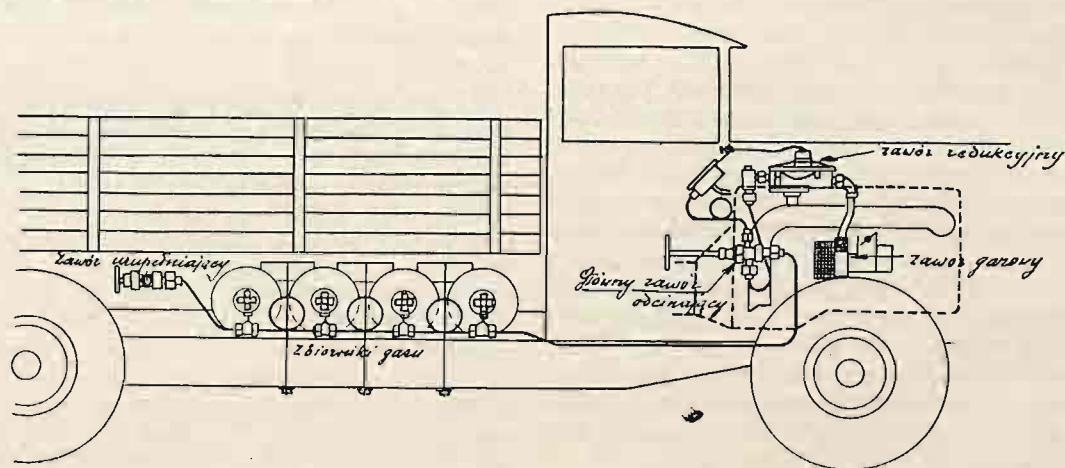 zawór redukcyjny
zawór uzupełniający
zawór gazowy
Główny zawór
odcinający
Zbiorniki gazu